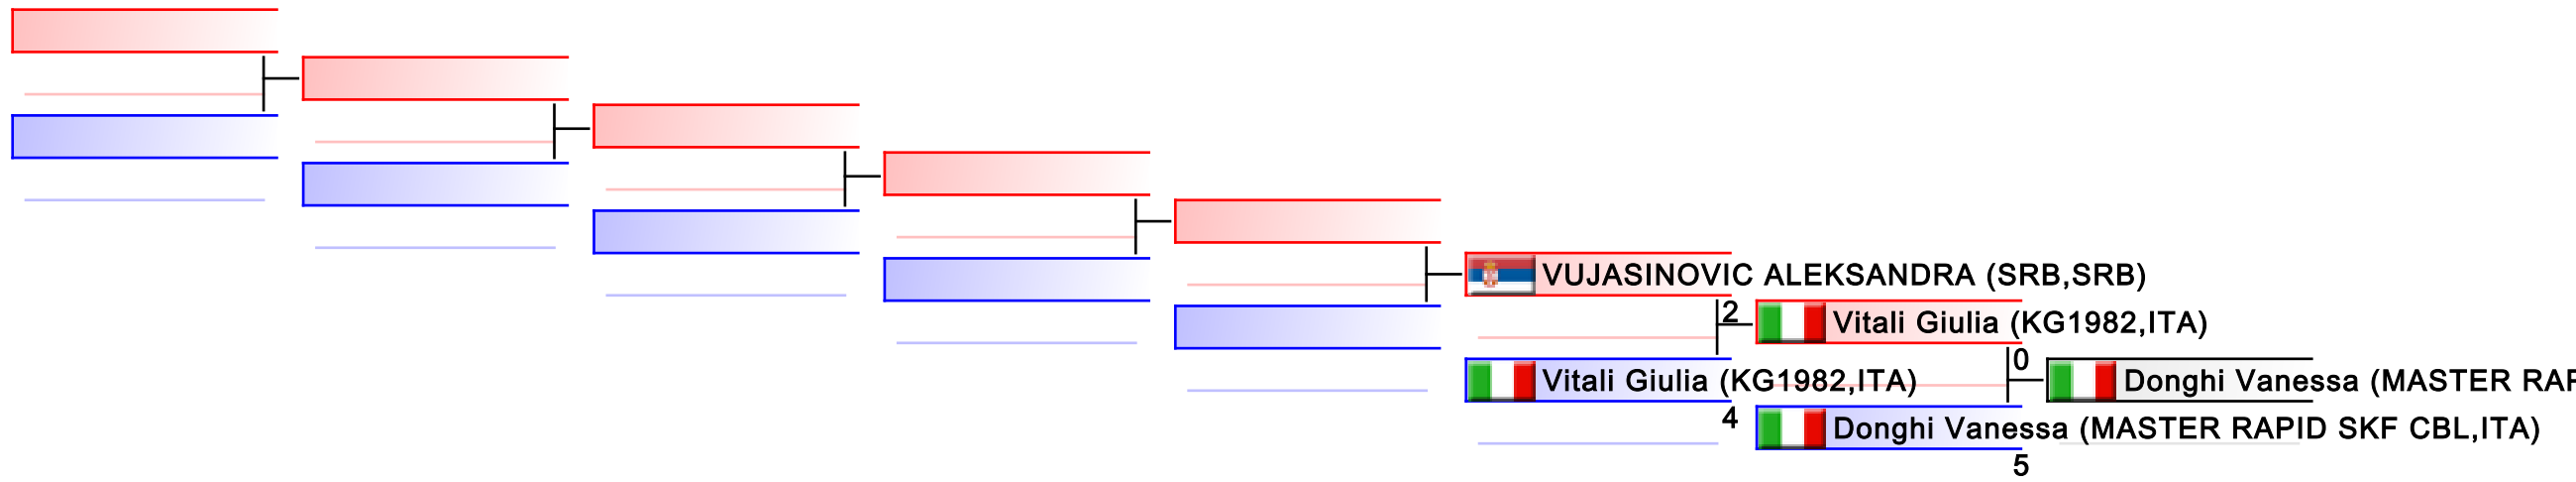 VUJASINOVIC ALEKSANDRA (SRB,SRB)
2
Vitali Giulia (KG1982,ITA)
0
Vitali Giulia (KG1982,ITA)
Donghi Vanessa (MASTER RAP
4
Donghi Vanessa (MASTER RAPID SKF CBL,ITA)
5